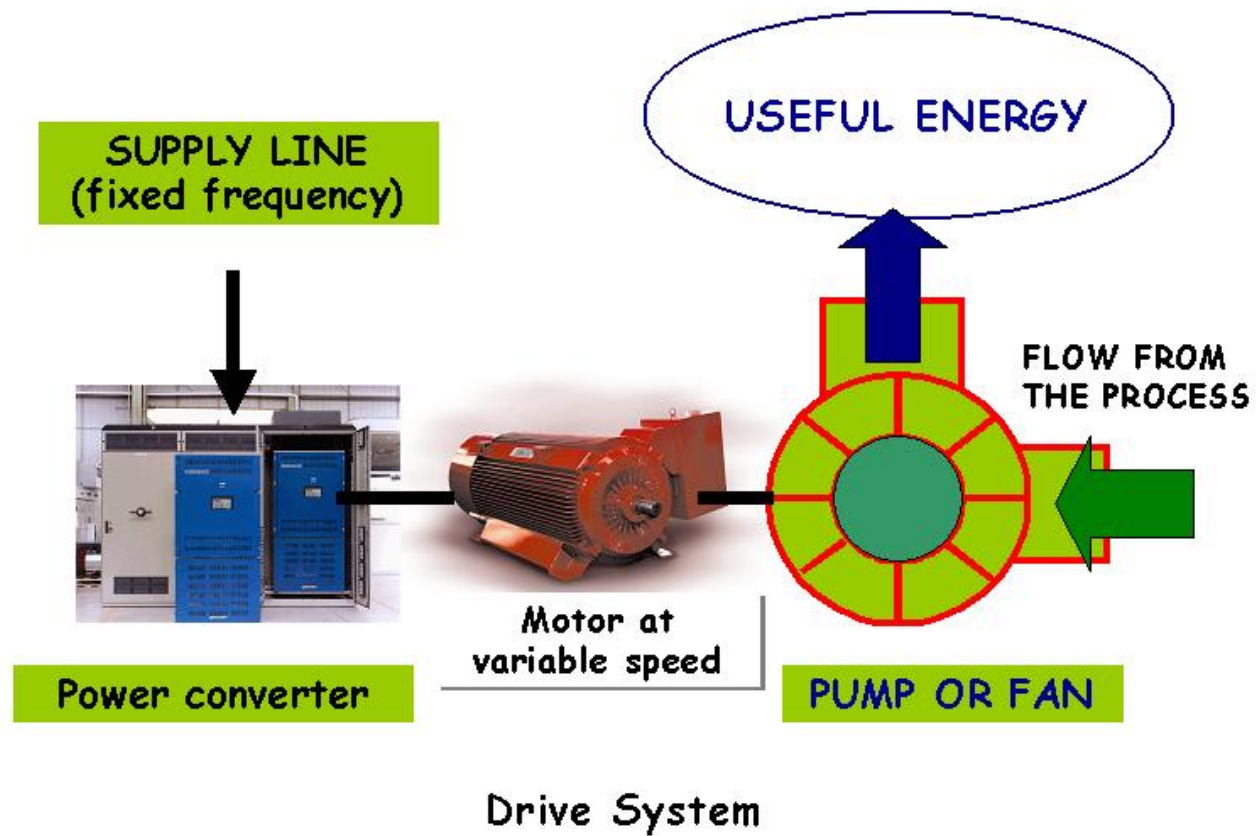 USEFUL ENERGY
SUPPLY LINE
(fixed frequency)
FLOW FROM
THE PROCESS
Motor at
variable speed
Power converter
PUMP OR FAN
Drive System